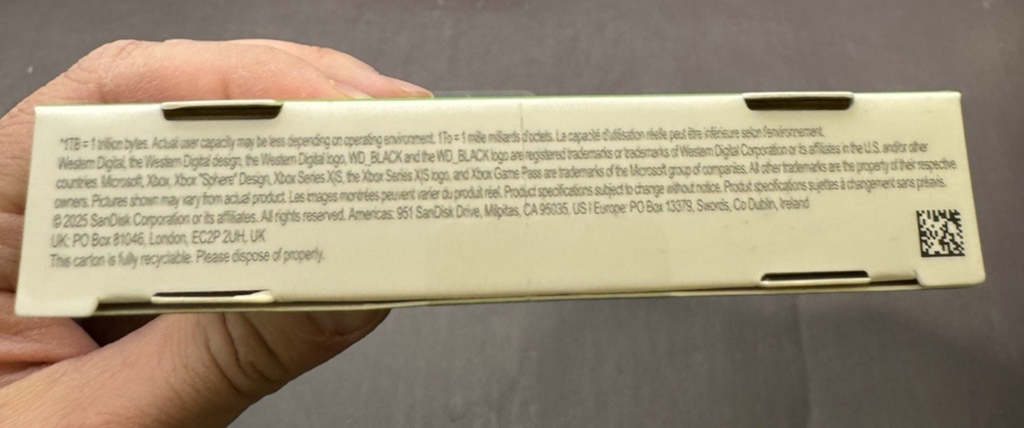 *1TB = 1 trillion bytes. Actual user capacity may be less depending on operating environment. 1To = 1 mille milliards d'octets. La capacité d'utilisation réelle peut être inférieure selon l'environnement.
Western Digital, the Western Digital design, the Western Digital logo, WD_BLACK and the WD_BLACK logo are registered trademarks or trademarks of Western Digital Corporation or its affiliates in the U.S. and/or other
countries. Microsoft, Xbox, Xbox "Sphere" Design, Xbox Series X|S, the Xbox Series X|S logo, and Xbox Game Pass are trademarks of the Microsoft group of companies. All other trademarks are the property of their respective
owners. Pictures shown may vary from actual product. Les images montrées peuvent varier du produit réel. Product specifications subject to change without notice. Produit spécifications sujettes à changement sans préavis.
© 2025 SanDisk Corporation or its affiliates. All rights reserved. Americas: 951 SanDisk Drive, Milpitas, CA 95035, US | Europe: PO Box 13379, Swords, Co Dublin, Ireland
UK: PO Box 81046, London, EC2P 2UH, UK
This carton is fully recyclable. Please dispose of properly.